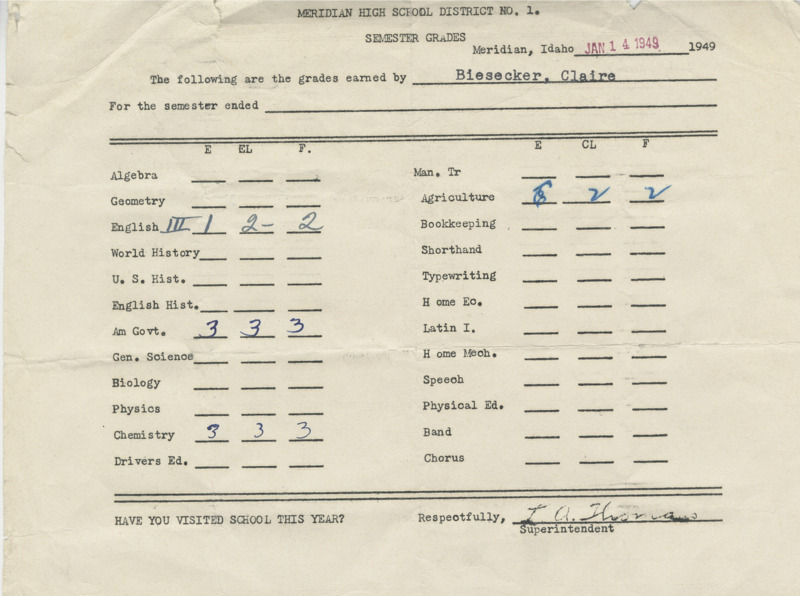 MERIDIAN HIGH SCHOOL DISTRICT NO. 1.
SEMESTER GRADES
Meridian, Idaho JAN 14 1949 1949
The following are the grades earned by Biesecker, Claire
For the semester ended
E EL F.
Algebra
Geometry
English III 1 2- 2
World History
U. S. Hist.
English Hist.
Am Govt. 3 3 3
Gen. Science
Biology
Physics
Chemistry 3 3 3
Drivers Ed.
E CL F
Man. Tr
Agriculture 2 2
Bookkeeping
Shorthand
Typewriting
H ome Ec.
Latin I.
H ome Mech.
Speech
Physical Ed.
Band
Chorus
HAVE YOU VISITED SCHOOL THIS YEAR?
Respectfully, A. Thomas
Superintendent